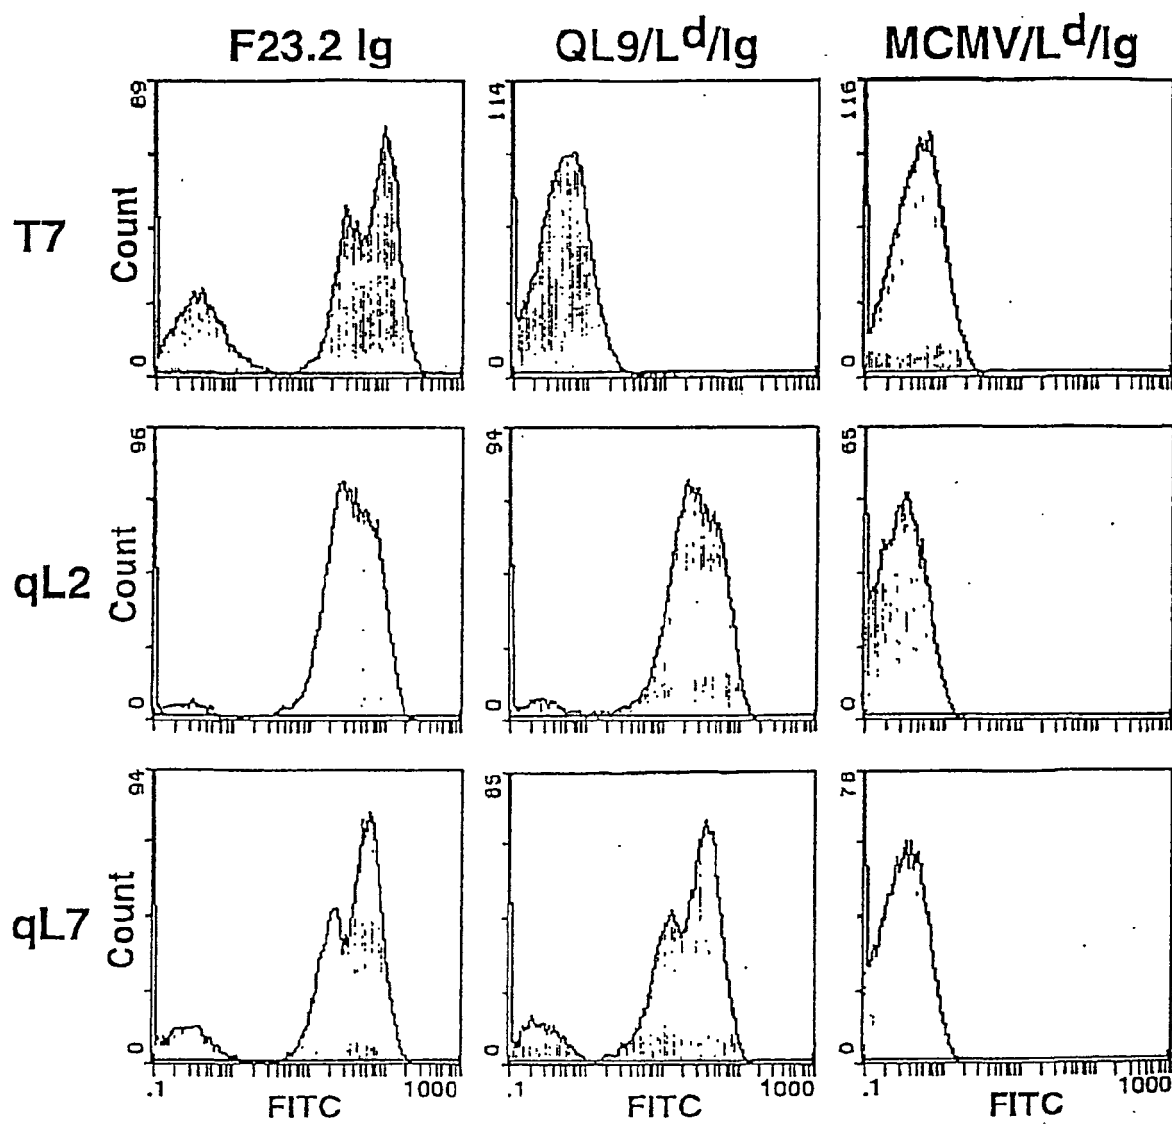 F23.2 Ig QL9/Lᵈ/Ig MCMV/Lᵈ/Ig
T7 Count 89 0 114 0 116 0
qL2 Count 96 0 94 0 65 0
qL7 Count 94 0 85 0 78 0
.1 1000 .1 1000 .1 1000
FITC FITC FITC